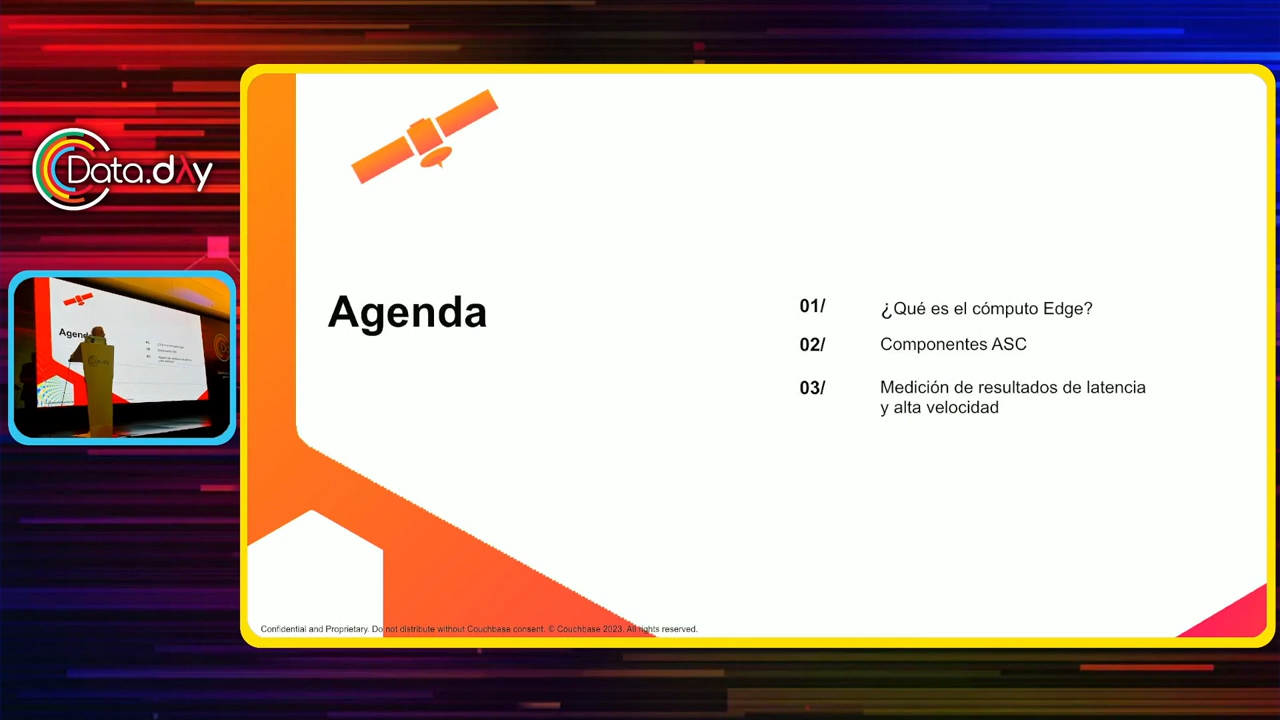 Data.dAy
Agenda
01/ ¿Qué es el cómputo Edge?
02/ Componentes ASC
03/ Medición de resultados de latencia
y alta velocidad
Confidential and Proprietary. Do not distribute without Couchbase consent. © Couchbase 2023. All rights reserved.
Agenda